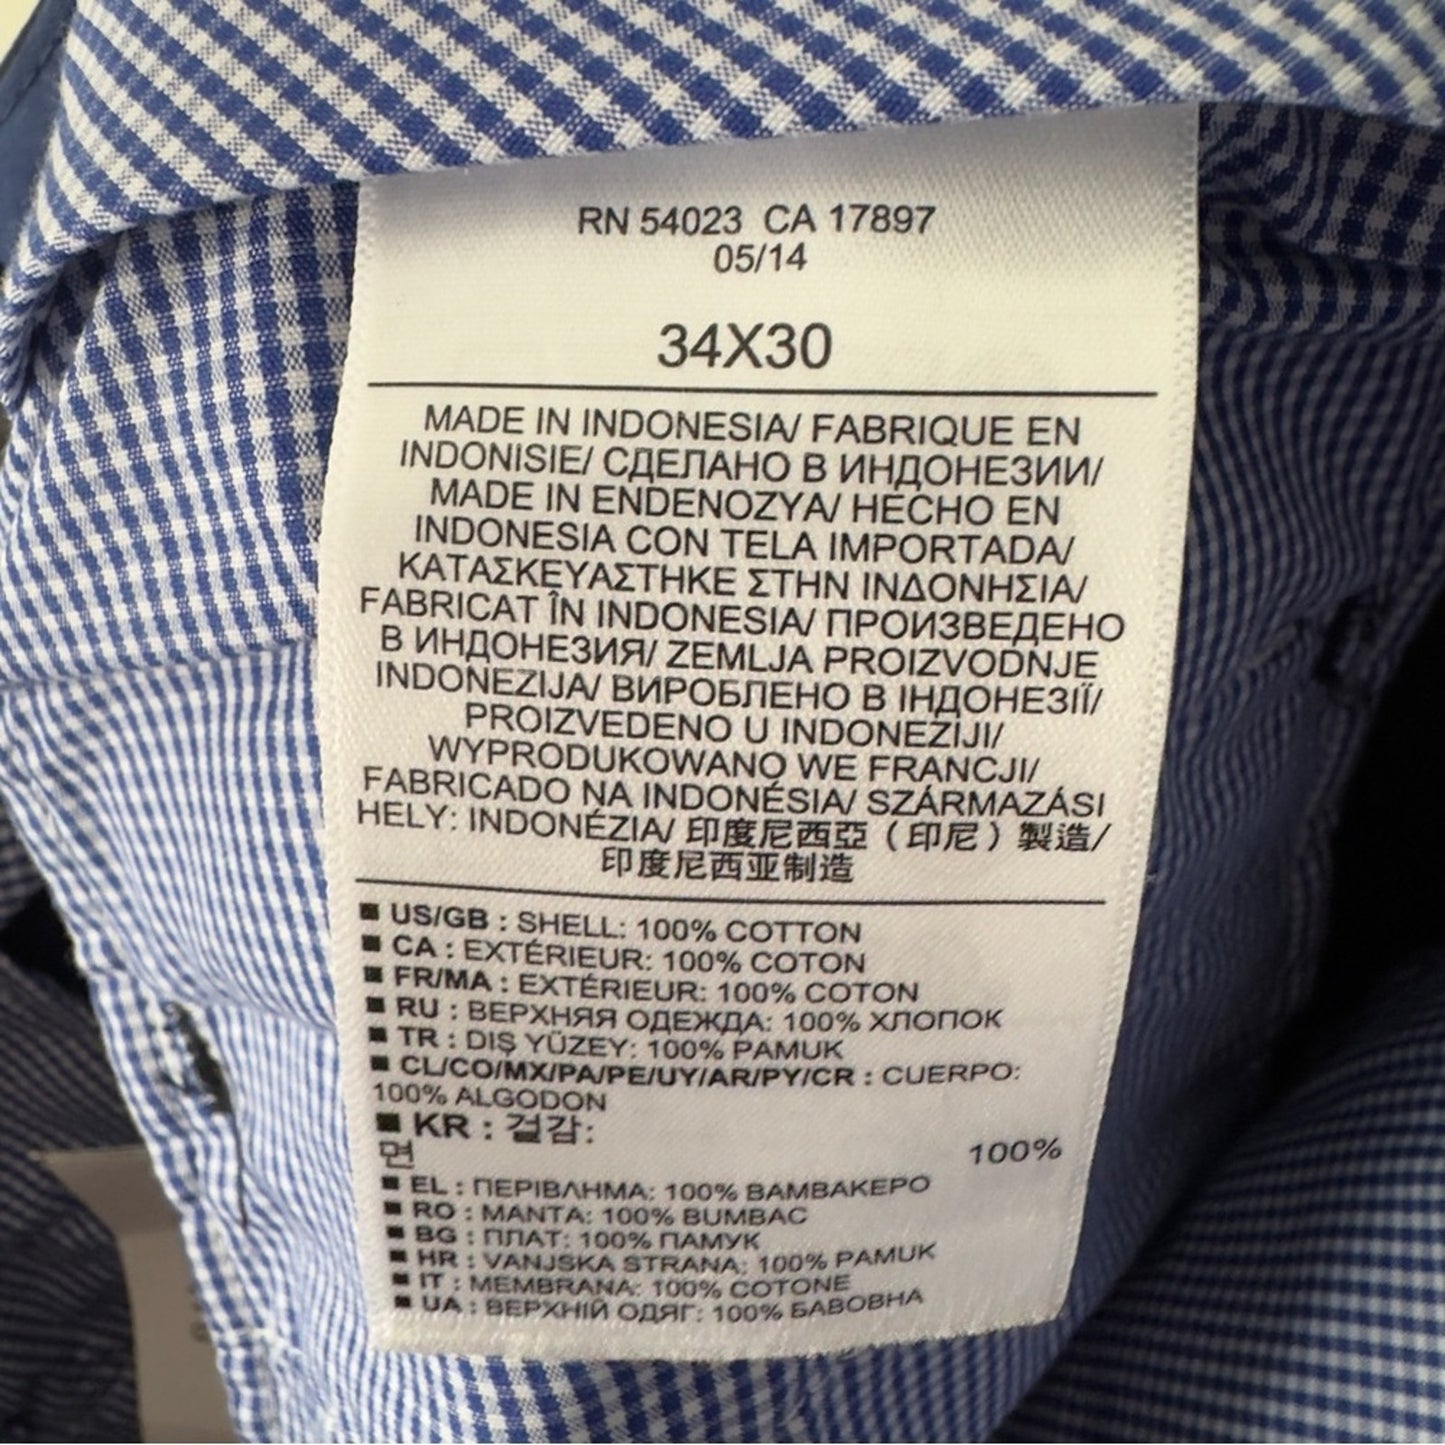 RN 54023 CA 17897
05/14
34X30
MADE IN INDONESIA/ FABRIQUE EN
INDONISIE/ СДЕЛАНО В ИНДОНЕЗИИ/
MADE IN ENDENOZYA/ HECHO EN
INDONESIA CON TELA IMPORTADA/
ΚΑΤΑΣΚΕΥΑΣΤΗΚΕ ΣΤΗΝ ΙΝΔΟΝΗΣΙΑ/
FABRICAT ÎN INDONESIA/ ПРОИЗВЕДЕНО
В ИНДОНЕЗИЯ/ ZEMLJA PROIZVODNJE
INDONEZIJA/ ВИРОБЛЕНО В ІНДОНЕЗІЇ/
PROIZVEDENO U INDONEZIJI/
WYPRODUKOWANO WE FRANCJI/
FABRICADO NA INDONÉSIA/ SZÁRMAZÁSI
HELY: INDONÉZIA/ 印度尼西亞（印尼）製造/
印度尼西亚制造
■ US/GB : SHELL: 100% COTTON
■ CA : EXTÉRIEUR: 100% COTON
■ FR/MA : EXTÉRIEUR: 100% COTON
■ RU : ВЕРХНЯЯ ОДЕЖДА: 100% ХЛОПОК
■ TR : DIŞ YÜZEY: 100% PAMUK
■ CL/CO/MX/PA/PE/UY/AR/PY/CR : CUERPO:
100% ALGODON
■ KR : 겉감:
면 100%
■ EL : ΠΕΡΙΒΛΗΜΑ: 100% ΒΑΜΒΑΚΕΡΟ
■ RO : MANTA: 100% BUMBAC
■ BG : ПЛАТ: 100% ПАМУК
■ HR : VANJSKA STRANA: 100% PAMUK
■ IT : MEMBRANA: 100% COTONE
■ UA : ВЕРХНІЙ ОДЯГ: 100% БАВОВНА